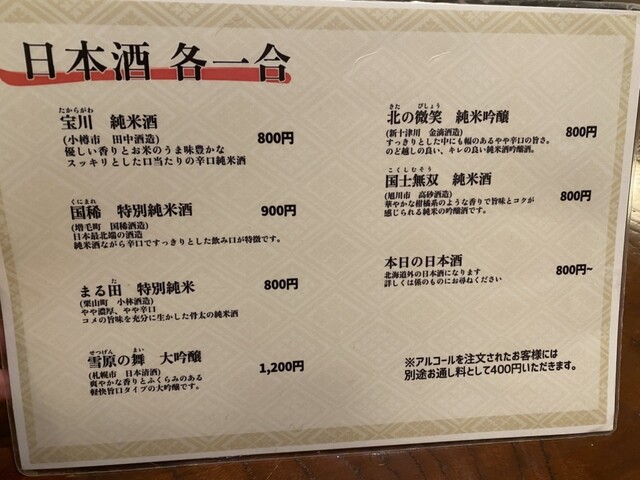 日本酒 各一合
たからがわ
宝川 純米酒
(小樽市 田中酒造) 800円
優しい香りとお米のうま味豊かな
スッキリとした口当たりの辛口純米酒
くにまれ
国稀 特別純米酒 900円
(増毛町 国稀酒造)
日本最北端の酒造
純米酒ながら辛口ですっきりとした飲み口が特徴です。
た
まる田 特別純米 800円
(栗山町 小林酒造)
やや濃厚、やや辛口
コメの旨味を充分に生かした骨太の純米酒
せつげん まい
雪原の舞 大吟醸 1,200円
(札幌市 日本清酒)
爽やかな香りとふくらみのある
軽快旨口タイプの大吟醸です。
きた びしょう
北の微笑 純米吟醸
(新十津川 金滴酒造) 800円
すっきりとした中にも幅のあるやや辛口の旨さ。
のど越しの良い、キレの良い純米酒吟醸酒。
こくしむそう
国士無双 純米酒
(旭川市 高砂酒造) 800円
華やかな柑橘系のような香りで旨味とコクが
感じられる純米の吟醸酒です。
本日の日本酒
北海道外の日本酒になります 800円~
詳しくは係のものにお尋ねください
※アルコールを注文されたお客様には
別途お通し料として400円いただきます。